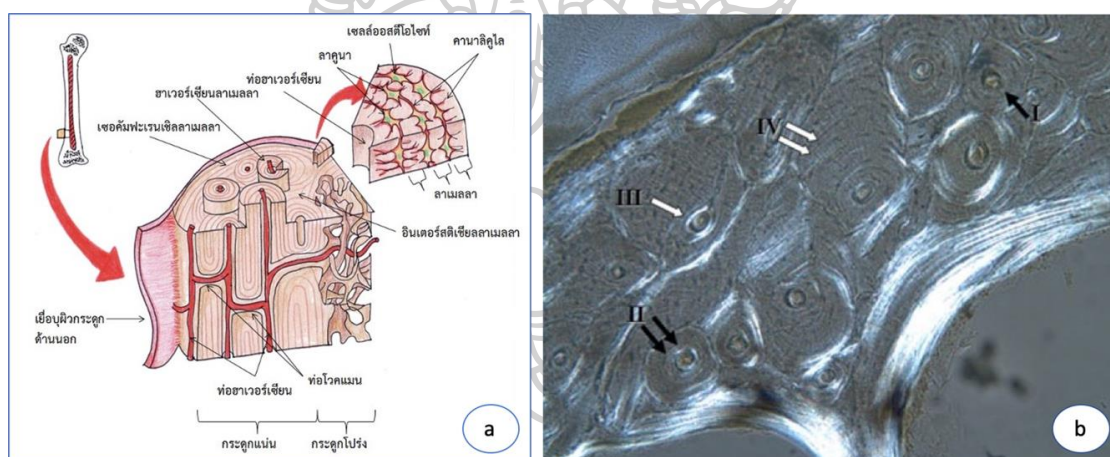 เซลล์ออสตีโอไซท์
ลาคูนา
คานาลิคูไล
ท่อฮาเวอร์เซียน
ฮาเวอร์เซียนลาเมลลา
เซอคัมฟะเรนเชิลลาเมลลา
ลาเมลลา
อินเตอร์สติเชียลลาเมลลา
เยื่อบุผิวกระดูก
ด้านนอก
ท่อโวคแมน
ท่อฮาเวอร์เซียน
กระดูกแน่น
กระดูกโปร่ง
a
I
IV
III
II
b